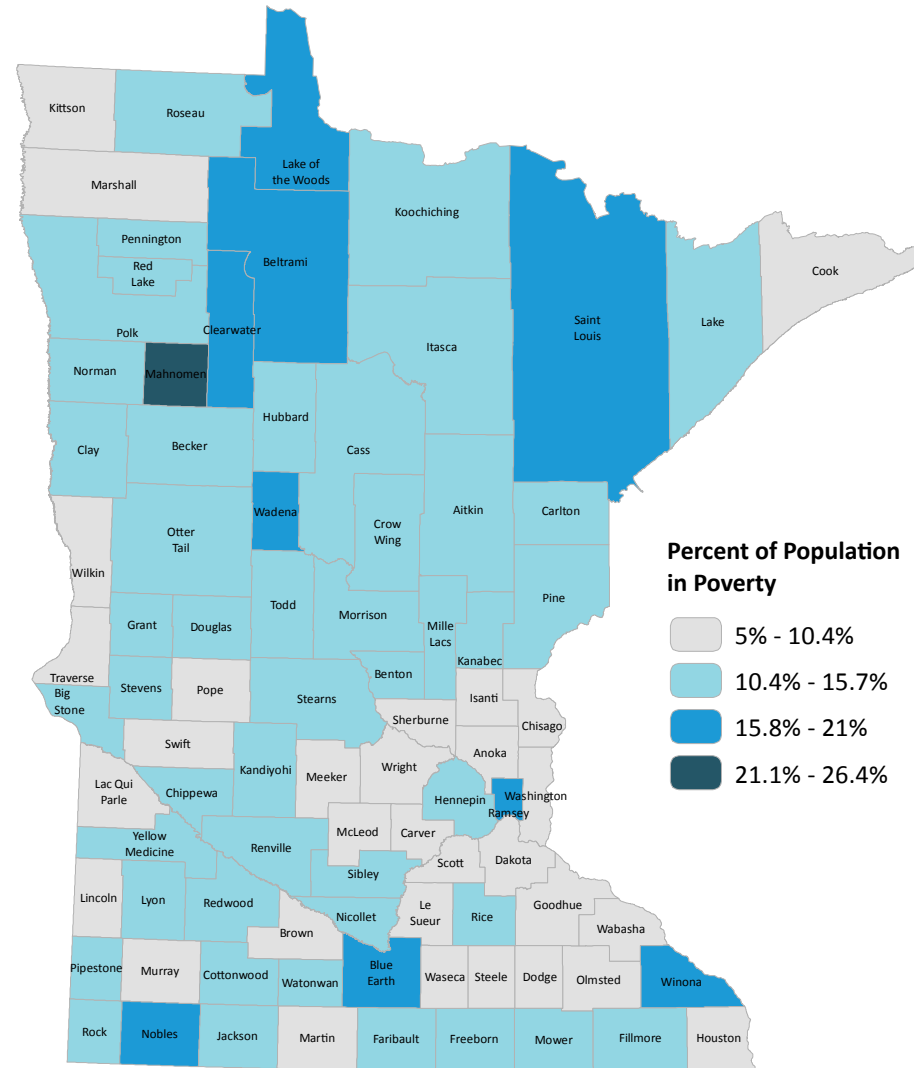 Kittson
Roseau
Lake of
the Woods
Marshall
Koochiching
Pennington
Beltrami
Red
Lake
Cook
Saint
Louis
Lake
Polk
Clearwater
Itasca
Norman
Mahnomen
Hubbard
Clay
Becker
Cass
Wadena
Aitkin
Carlton
Crow
Wing
Otter
Tail
Wilkin
Pine
Todd
Morrison
Grant
Douglas
Mille
Lacs
Kanabec
Traverse
Benton
Big
Stone
Stevens
Pope
Stearns
Isanti
Sherburne
Chisago
Swift
Anoka
Kandiyohi
Meeker
Wright
Lac Qui
Parle
Chippewa
Hennepin
Washington
Ramsey
McLeod
Carver
Yellow
Medicine
Renville
Scott
Dakota
Sibley
Lincoln
Lyon
Redwood
Le
Sueur
Rice
Goodhue
Nicollet
Brown
Wabasha
Pipestone
Murray
Cottonwood
Watonwan
Blue
Earth
Waseca
Steele
Dodge
Olmsted
Winona
Rock
Nobles
Jackson
Martin
Faribault
Freeborn
Mower
Fillmore
Houston
Percent of Population
in Poverty
5% - 10.4%
10.4% - 15.7%
15.8% - 21%
21.1% - 26.4%